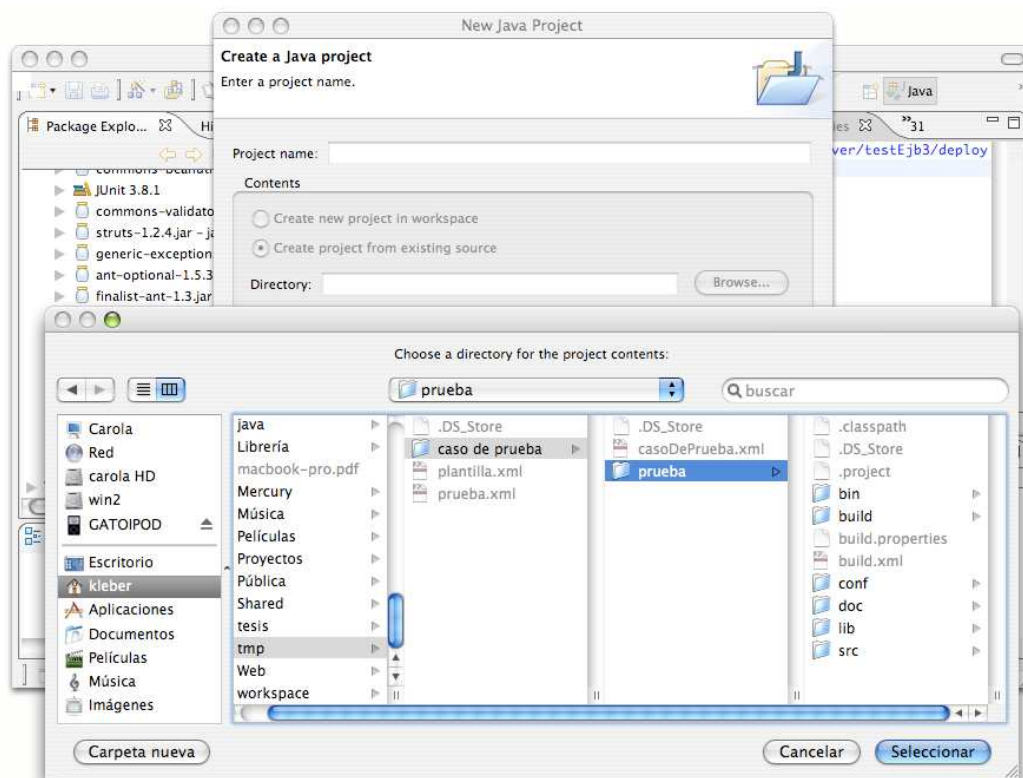 New Java Project
Create a Java project
Enter a project name.
Java
Package Explo...
Hi
31
Project name:
ver/testEjb3/deploy
Contents
JUnit 3.8.1
Create new project in workspace
commons-validato
struts-1.2.4.jar - ja
Create project from existing source
generic-exception
ant-optional-1.5.3
Directory:
Browse...
finalist-ant-1.3.jar
Choose a directory for the project contents:
prueba
buscar
Carola
Red
carola HD
win2
GATOIPOD
Escritorio
kleber
Aplicaciones
Documentos
Películas
Música
Imágenes
java
Librería
macbook-pro.pdf
Mercury
Música
Películas
Proyectos
Pública
Shared
tesis
tmp
Web
workspace
.DS_Store
caso de prueba
plantilla.xml
prueba.xml
.DS_Store
casoDePrueba.xml
prueba
.classpath
.DS_Store
.project
bin
build
build.properties
build.xml
conf
doc
lib
src
Carpeta nueva
Cancelar
Seleccionar